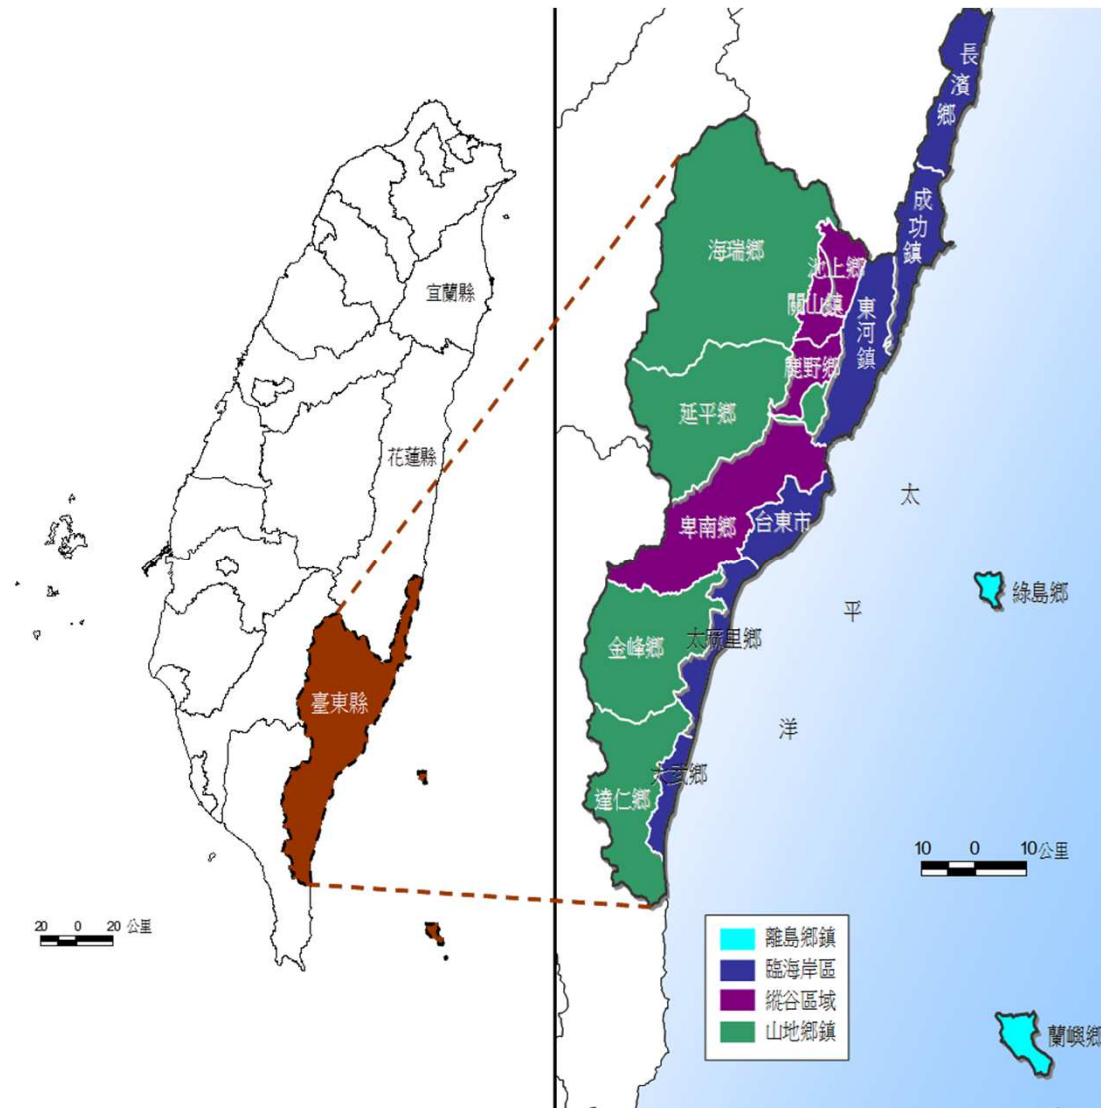 宜蘭縣
花蓮縣
臺東縣
20 0 20 公里
長濱鄉
成功鎮
海瑞鄉
池上鄉
關山鎮
東河鎮
鹿野鄉
延平鄉
卑南鄉
台東市
太平洋
綠島鄉
金峰鄉
太痲里鄉
大武鄉
達仁鄉
10 0 10公里
離島鄉鎮
臨海岸區
縱谷區域
山地鄉鎮
蘭嶼鄉